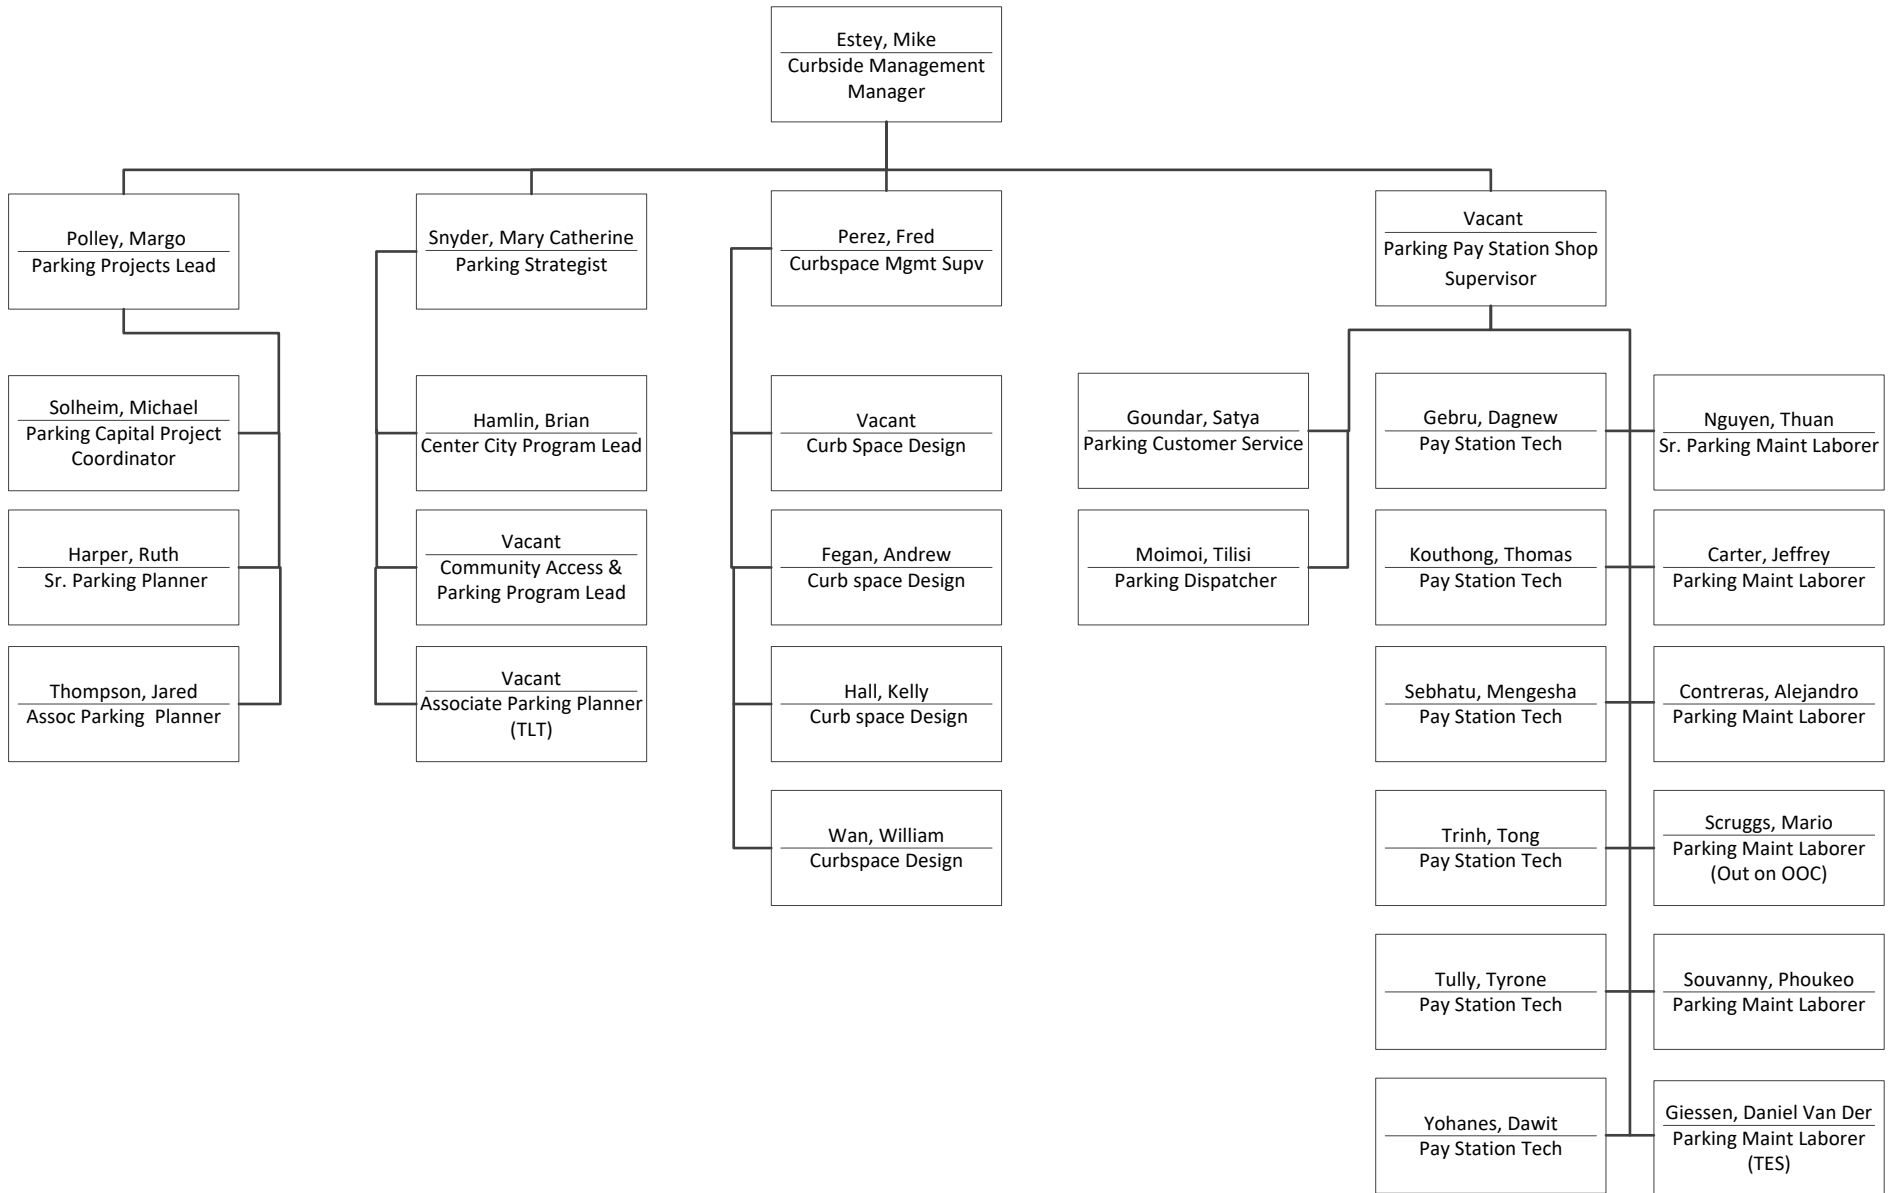 Estey, Mike
Curbside Management
Manager
Polley, Margo
Parking Projects Lead
Snyder, Mary Catherine
Parking Strategist
Perez, Fred
Curbspace Mgmt Supv
Vacant
Parking Pay Station Shop
Supervisor
Solheim, Michael
Parking Capital Project
Coordinator
Hamlin, Brian
Center City Program Lead
Vacant
Curb Space Design
Goundar, Satya
Parking Customer Service
Gebru, Dagnew
Pay Station Tech
Nguyen, Thuan
Sr. Parking Maint Laborer
Harper, Ruth
Sr. Parking Planner
Vacant
Community Access &
Parking Program Lead
Fegan, Andrew
Curb space Design
Moimoi, Tilisi
Parking Dispatcher
Kouthong, Thomas
Pay Station Tech
Carter, Jeffrey
Parking Maint Laborer
Thompson, Jared
Assoc Parking  Planner
Vacant
Associate Parking Planner
(TLT)
Hall, Kelly
Curb space Design
Sebhatu, Mengesha
Pay Station Tech
Contreras, Alejandro
Parking Maint Laborer
Wan, William
Curbspace Design
Trinh, Tong
Pay Station Tech
Scruggs, Mario
Parking Maint Laborer
(Out on OOC)
Tully, Tyrone
Pay Station Tech
Souvanny, Phoukeo
Parking Maint Laborer
Yohanes, Dawit
Pay Station Tech
Giessen, Daniel Van Der
Parking Maint Laborer
(TES)